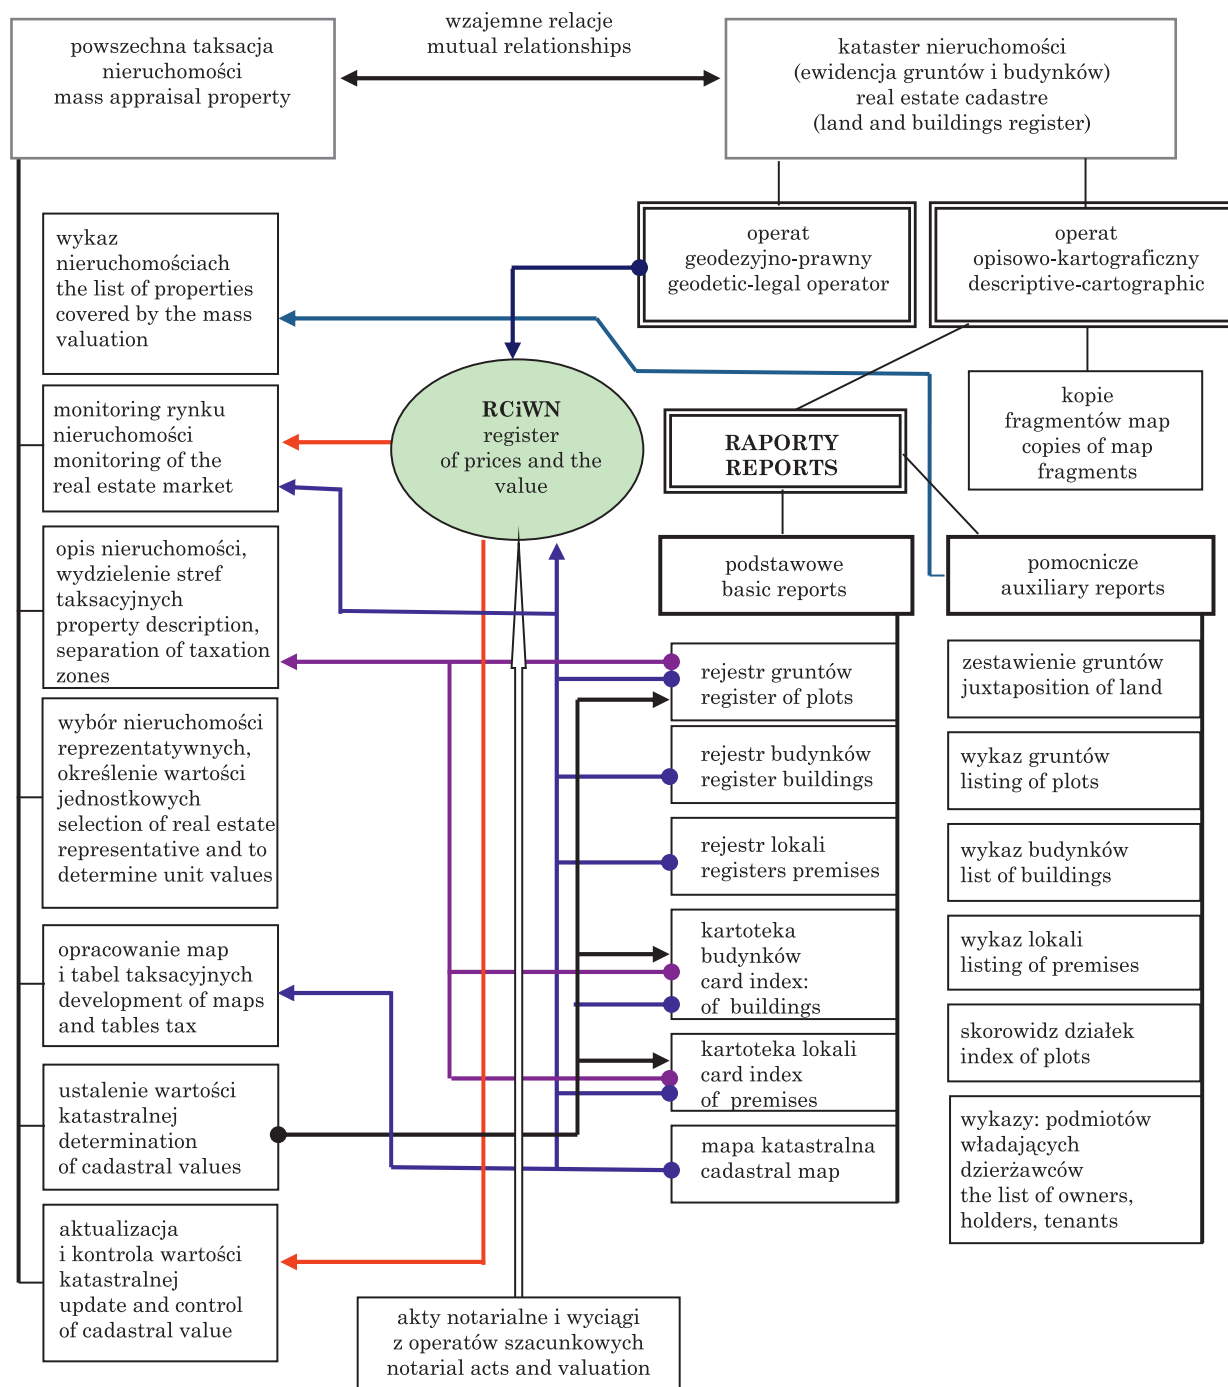 wzajemne relacje
mutual relationships
powszechna taksacja
nieruchomości
mass appraisal property
kataster nieruchomości
(ewidencja gruntów i budynków)
real estate cadastre
(land and buildings register)
operat
geodezyjno-prawny
geodetic-legal operator
operat
opisowo-kartograficzny
descriptive-cartographic
wykaz
nieruchomościach
the list of properties
covered by the mass
valuation
monitoring rynku
nieruchomości
monitoring of the
real estate market
opis nieruchomości,
wydzielenie stref
taksacyjnych
property description,
separation of taxation
zones
wybór nieruchomości
reprezentatywnych,
określenie wartości
jednostkowych
selection of real estate
representative and to
determine unit values
opracowanie map
i tabel taksacyjnych
development of maps
and tables tax
ustalenie wartości
katastralnej
determination
of cadastral values
aktualizacja
i kontrola wartości
katastralnej
update and control
of cadastral value
RCiWN
register
of prices and the
value
akty notarialne i wyciągi
z operatów szacunkowych
notarial acts and valuation
RAPORTY
REPORTS
kopie
fragmentów map
copies of map
fragments
podstawowe
basic reports
rejestr gruntów
register of plots
rejestr budynków
register buildings
rejestr lokali
registers premises
kartoteka
budynków
card index:
of buildings
kartoteka lokali
card index
of premises
mapa katastralna
cadastral map
pomocnicze
auxiliary reports
zestawienie gruntów
juxtaposition of land
wykaz gruntów
listing of plots
wykaz budynków
list of buildings
wykaz lokali
listing of premises
skorowidz działek
index of plots
wykazy: podmiotów
władających
dzierżawców
the list of owners,
holders, tenants